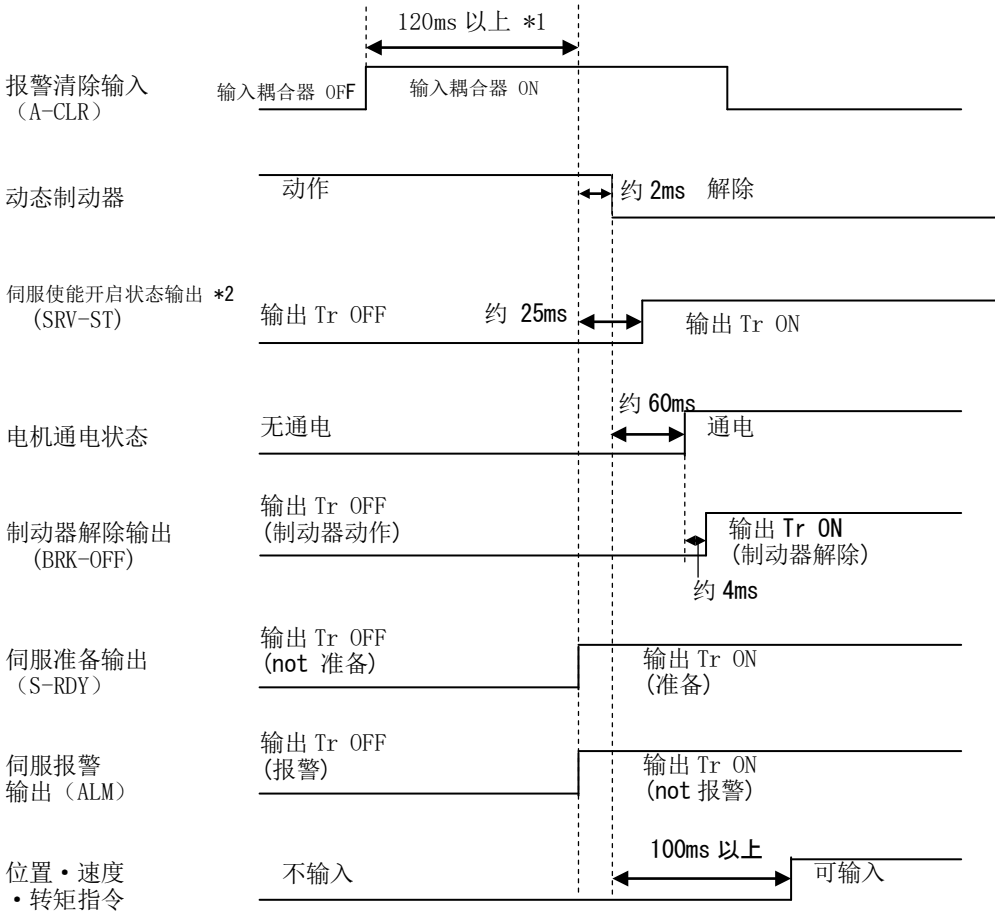 120ms 以上 *1
报警清除输入
（A-CLR）
输入耦合器 OFF
输入耦合器 ON
动态制动器
动作
约 2ms
解除
伺服使能开启状态输出 *2
(SRV-ST)
输出 Tr OFF
约 25ms
输出 Tr ON
电机通电状态
无通电
约 60ms
通电
制动器解除输出
(BRK-OFF)
输出 Tr OFF
(制动器动作)
输出 Tr ON
(制动器解除)
约 4ms
伺服准备输出
（S-RDY）
输出 Tr OFF
(not 准备)
输出 Tr ON
(准备)
伺服报警
输出（ALM）
输出 Tr OFF
(报警)
输出 Tr ON
(not 报警)
位置・速度
・转矩指令
不输入
100ms 以上
可输入